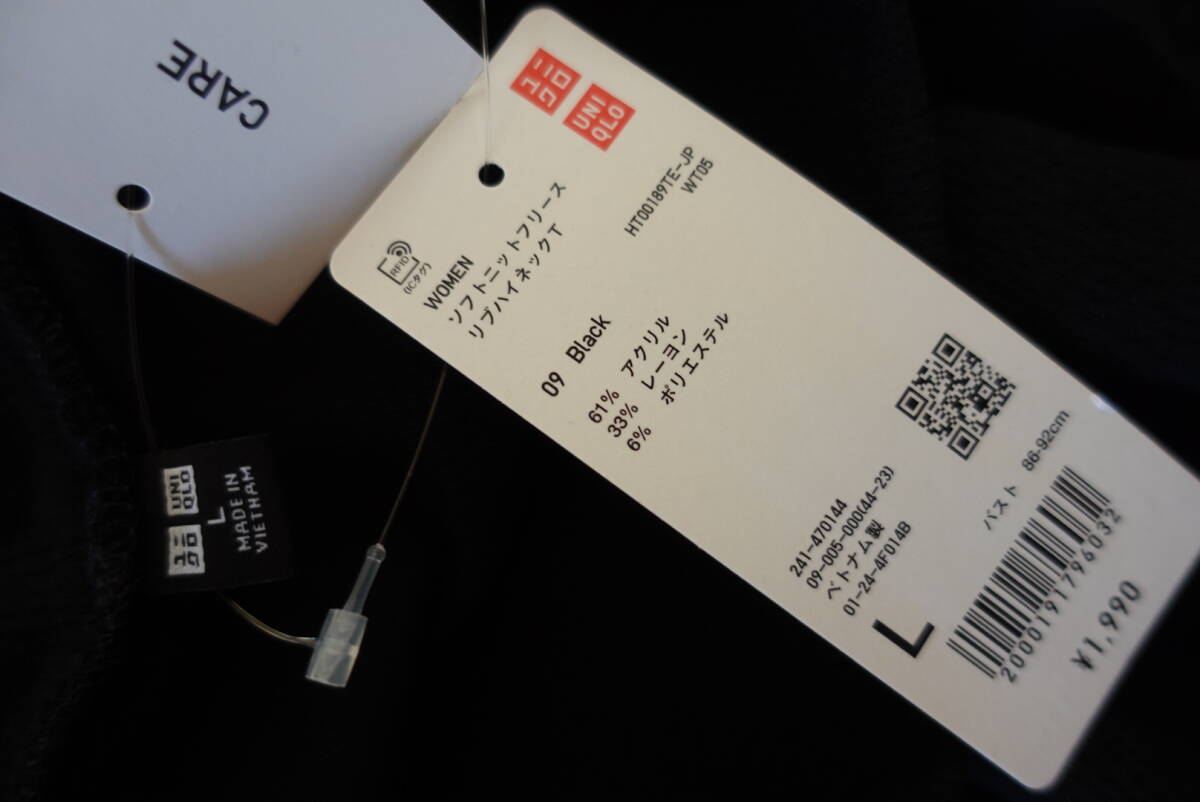 CARE
ユニ
クロ
UNI
QLO
HT00189TE-JP
WT05
RFID
(ICタグ)
WOMEN
ソフトニットフリース
リブハイネックT
09 Black
61% アクリル
33% レーヨン
6% ポリエステル
241-470144
09-005-000(44-23)
ベトナム製
01-24-4F014B
L
バスト 86-92cm
2000191796032
¥1,990
ユニ
クロ
UNI
QLO
L
MADE IN
VIETNAM